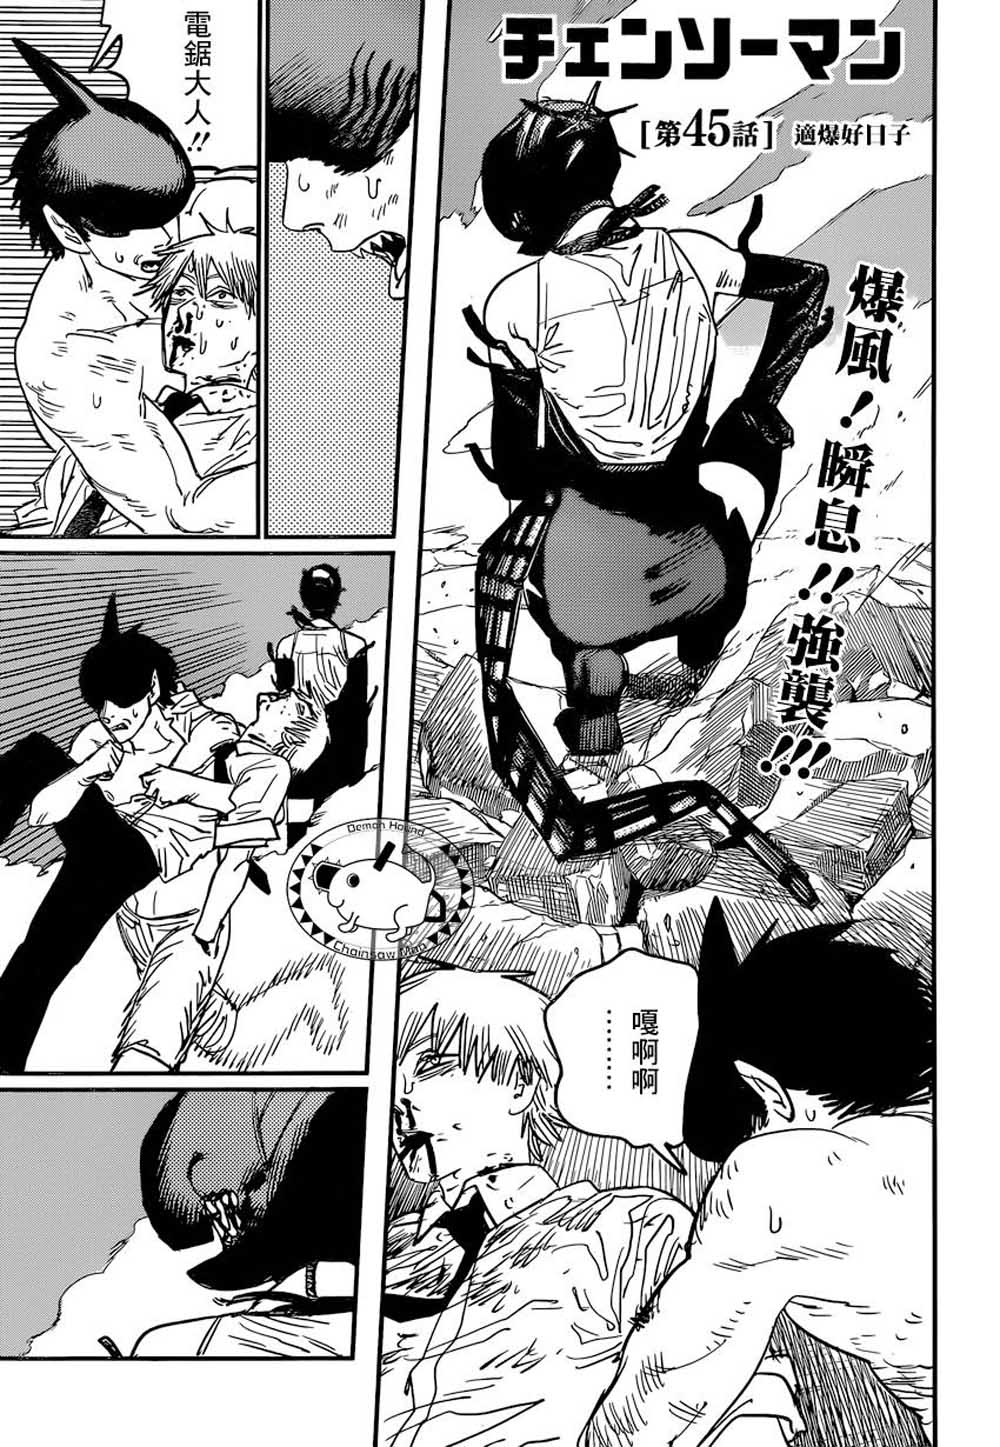 チェンソーマン
[第45話] 適爆好日子
爆風！瞬息!!強襲!!!
嘎啊啊………
電鋸大人!!
Demon Hound
Chainsaw Man